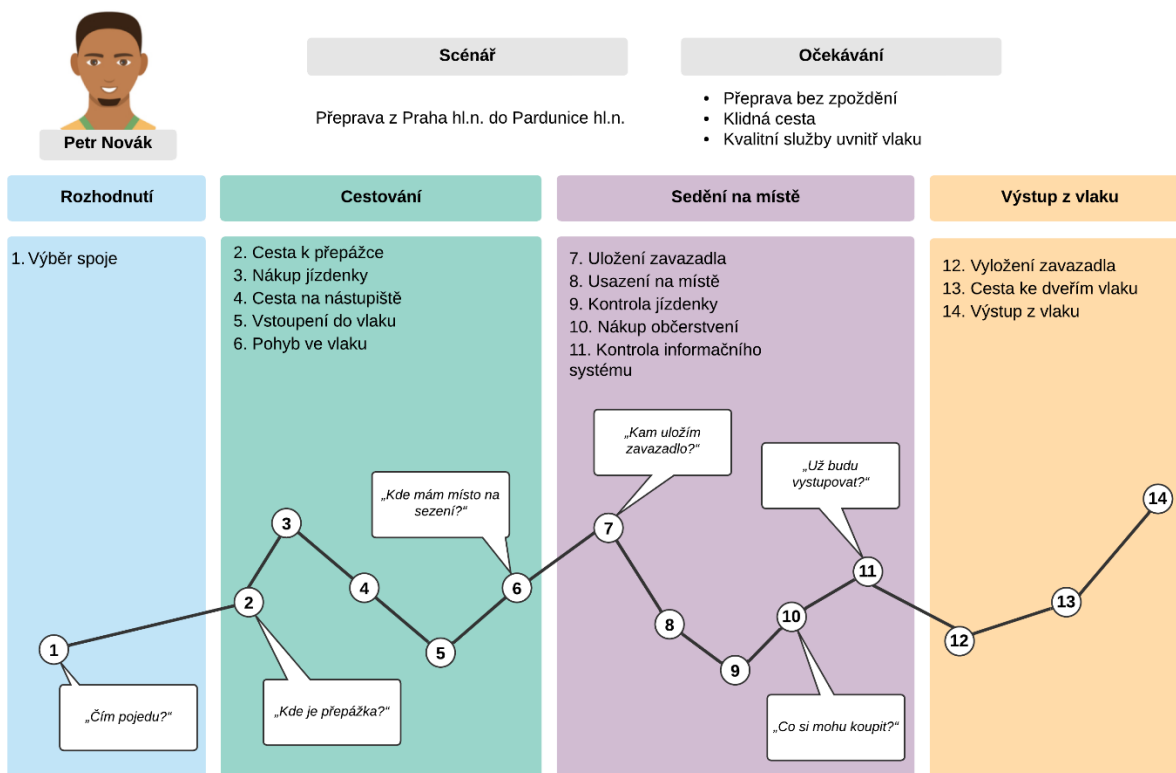 Scénář
Očekávání
Petr Novák
Přeprava z Praha hl.n. do Pardunice hl.n.
• Přeprava bez zpoždění
• Klidná cesta
• Kvalitní služby uvnitř vlaku
Rozhodnutí
Cestování
Sedění na místě
Výstup z vlaku
1. Výběr spoje
2. Cesta k přepážce
3. Nákup jízdenky
4. Cesta na nástupiště
5. Vstoupení do vlaku
6. Pohyb ve vlaku
7. Uložení zavazadla
8. Usazení na místě
9. Kontrola jízdenky
10. Nákup občerstvení
11. Kontrola informačního
systému
12. Vyložení zavazadla
13. Cesta ke dveřím vlaku
14. Výstup z vlaku
1
„Čím pojedu?“
2
„Kde je přepážka?“
3
4
5
6
„Kde mám místo na
sezení?“
7
„Kam uložím
zavazadlo?“
8
9
10
„Co si mohu koupit?“
11
„Už budu
vystupovat?“
12
13
14